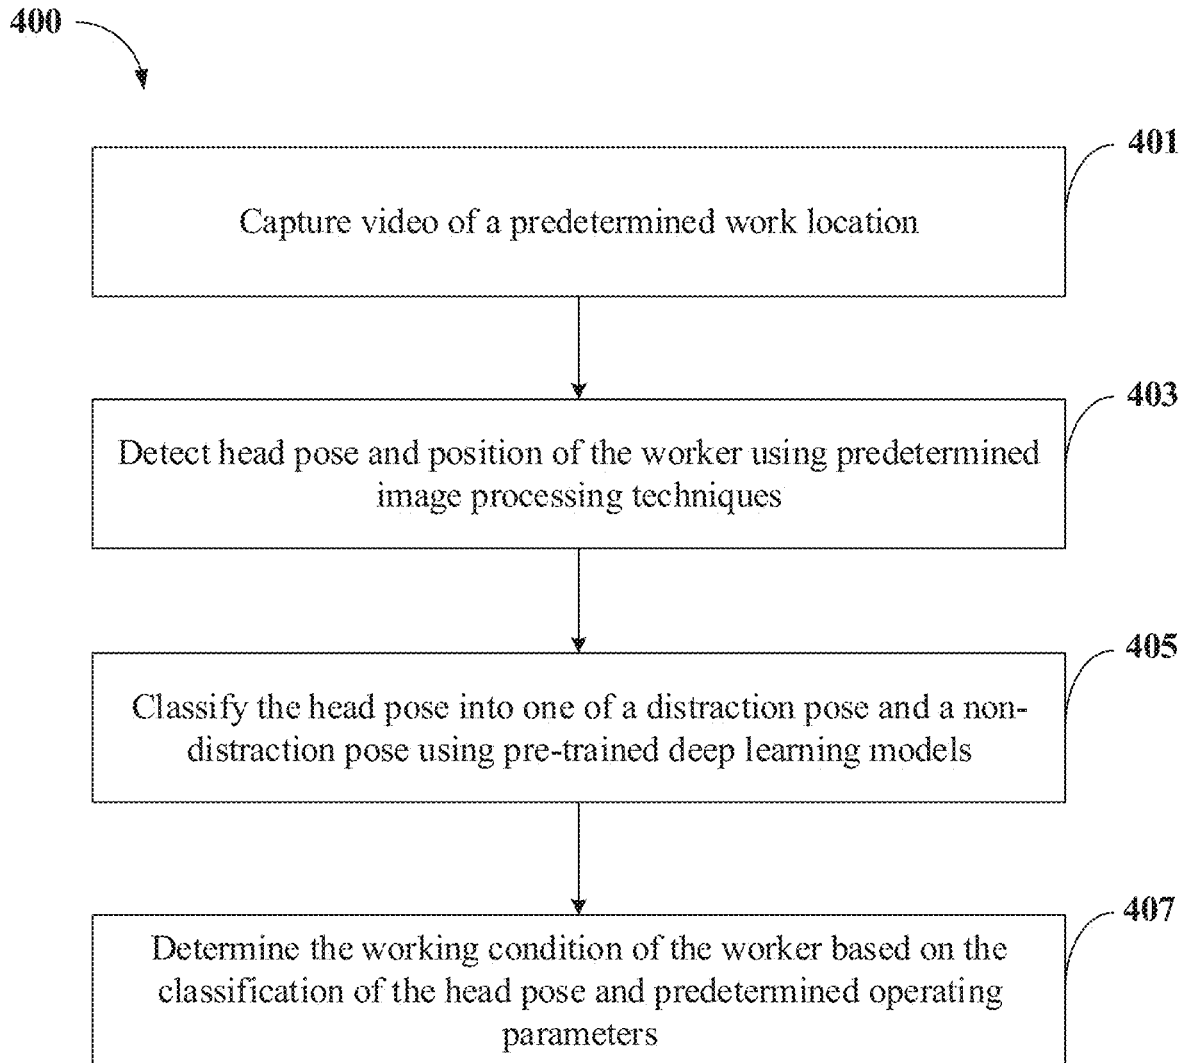 400
401
Capture video of a predetermined work location
403
Detect head pose and position of the worker using predetermined
image processing techniques
405
Classify the head pose into one of a distraction pose and a non-
distraction pose using pre-trained deep learning models
407
Determine the working condition of the worker based on the
classification of the head pose and predetermined operating
parameters